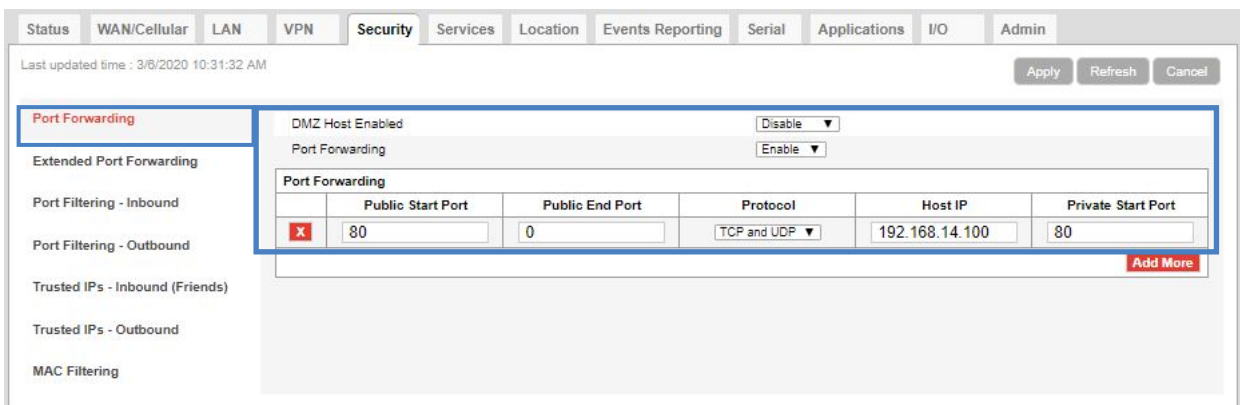 Status WAN/Cellular LAN VPN Security Services Location Events Reporting Serial Applications I/O Admin
Last updated time : 3/6/2020 10:31:32 AM
Apply Refresh Cancel
Port Forwarding
DMZ Host Enabled Disable
Port Forwarding Enable
Extended Port Forwarding
Port Forwarding
Port Filtering - Inbound
Public Start Port Public End Port Protocol Host IP Private Start Port
X 80 0 TCP and UDP 192.168.14.100 80
Port Filtering - Outbound
Add More
Trusted IPs - Inbound (Friends)
Trusted IPs - Outbound
MAC Filtering